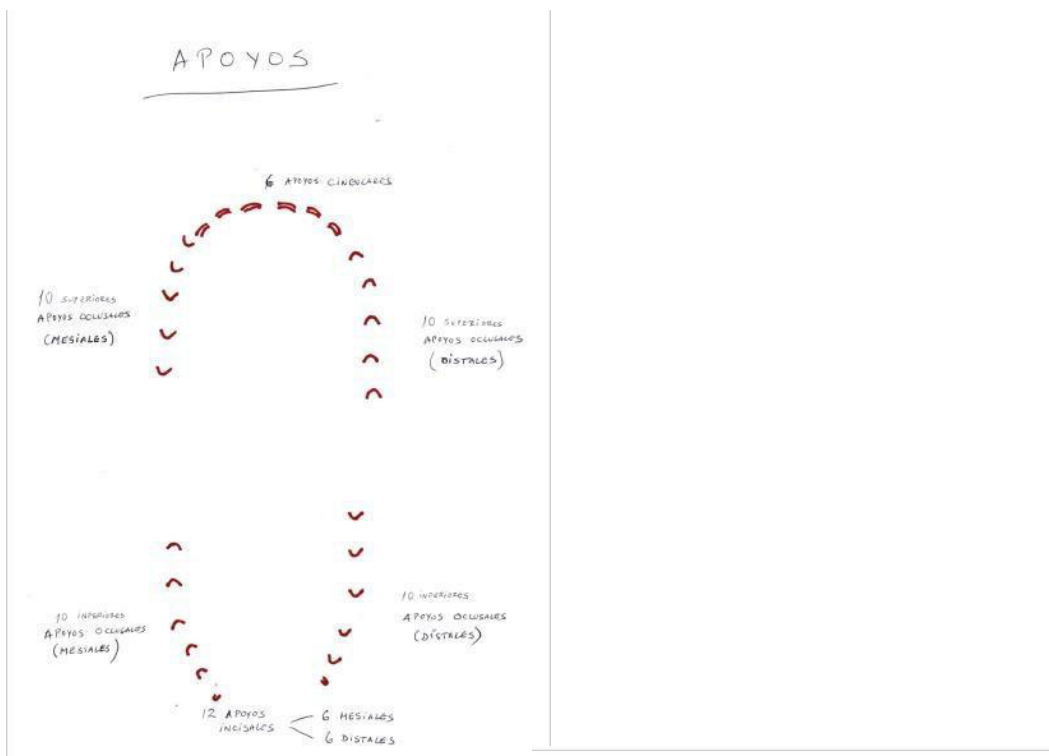 APOYOS
6 APOYOS CINGULARES
10 SUPERIORES
APOYOS OCLUSALES
(MESIALES)
10 SUPERIORES
APOYOS OCLUSALES
(DISTALES)
10 INFERIORES
APOYOS OCLUSALES
(MESIALES)
10 INFERIORES
APOYOS OCLUSALES
(DISTALES)
12 APOYOS
INCISALES
6 MESIALES
6 DISTALES